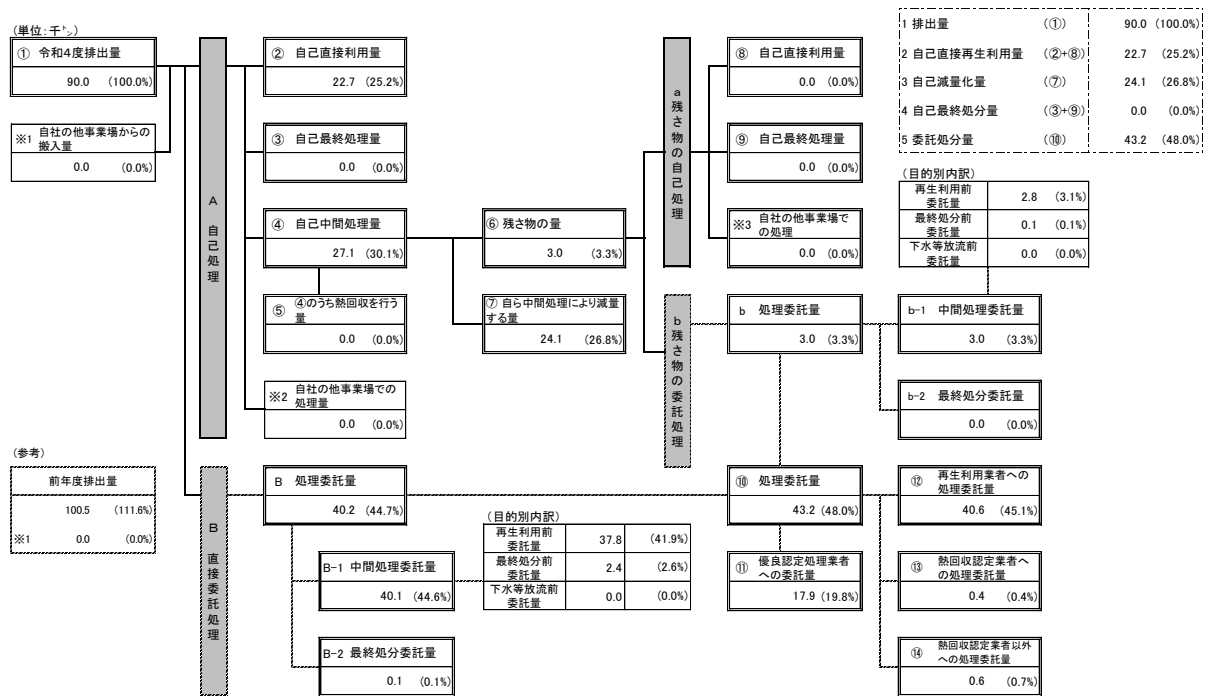 （単位：千㌧）
① 令和4度排出量
90.0 (100.0%)
※1 自社の他事業場からの
搬入量
0.0 (0.0%)
A 自己処理
② 自己直接利用量
22.7 (25.2%)
③ 自己最終処理量
0.0 (0.0%)
④ 自己中間処理量
27.1 (30.1%)
⑤ ④のうち熱回収を行う
量
0.0 (0.0%)
※2 自社の他事業場での
処理量
0.0 (0.0%)
⑥ 残さ物の量
3.0 (3.3%)
⑦ 自ら中間処理により減量
する量
24.1 (26.8%)
a 残さ物の自己処理
⑧ 自己直接利用量
0.0 (0.0%)
⑨ 自己最終処理量
0.0 (0.0%)
※3 自社の他事業場で
の処理
0.0 (0.0%)
b 残さ物の委託処理
b 処理委託量
3.0 (3.3%)
1 排出量 (①) 90.0 (100.0%)
2 自己直接再生利用量 (②+⑧) 22.7 (25.2%)
3 自己減量化量 (⑦) 24.1 (26.8%)
4 自己最終処分量 (③+⑨) 0.0 (0.0%)
5 委託処分量 (⑩) 43.2 (48.0%)
（目的別内訳）
再生利用前
委託量 2.8 (3.1%)
最終処分前
委託量 0.1 (0.1%)
下水等放流前
委託量 0.0 (0.0%)
b-1 中間処理委託量
3.0 (3.3%)
b-2 最終処分委託量
0.0 (0.0%)
（参考）
前年度排出量
100.5 (111.6%)
※1 0.0 (0.0%)
B 直接委託処理
B 処理委託量
40.2 (44.7%)
B-1 中間処理委託量
40.1 (44.6%)
B-2 最終処分委託量
0.1 (0.1%)
（目的別内訳）
再生利用前
委託量 37.8 (41.9%)
最終処分前
委託量 2.4 (2.6%)
下水等放流前
委託量 0.0 (0.0%)
⑩ 処理委託量
43.2 (48.0%)
⑪ 優良認定処理業者
への委託量
17.9 (19.8%)
⑫ 再生利用業者への
処理委託量
40.6 (45.1%)
⑬ 熱回収認定業者へ
の処理委託量
0.4 (0.4%)
⑭ 熱回収認定業者以外
への処理委託量
0.6 (0.7%)